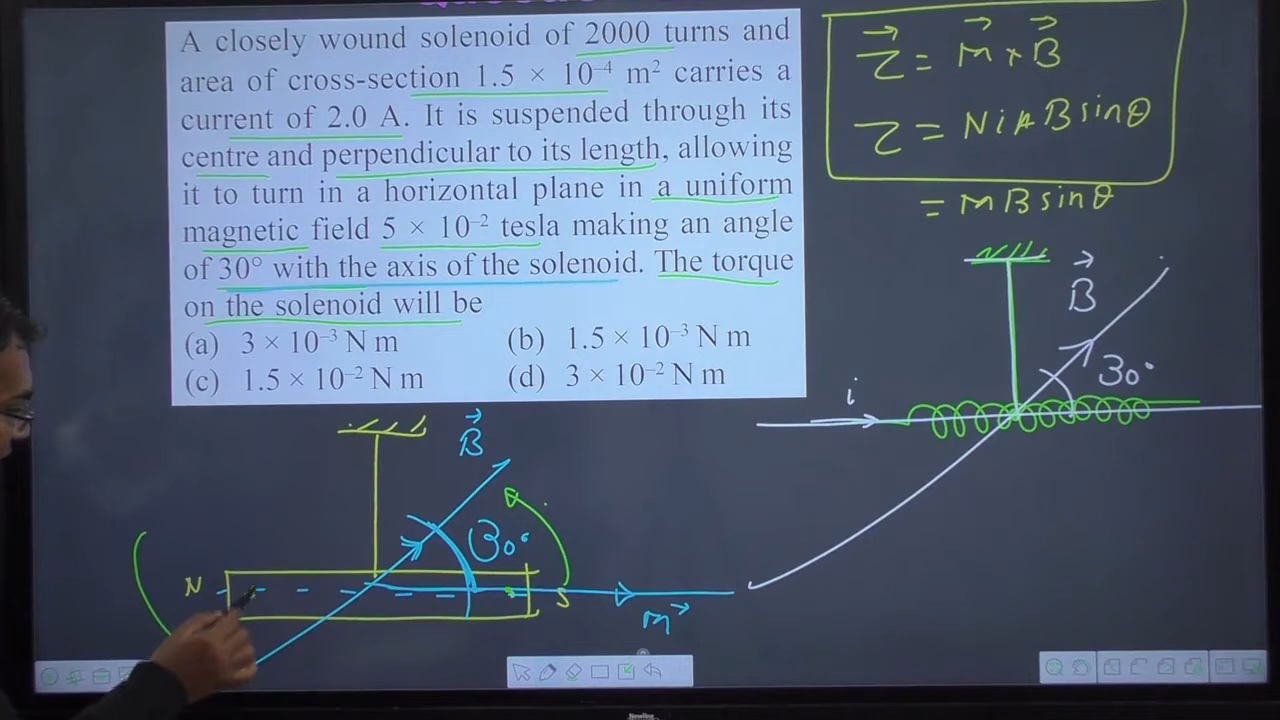 A closely wound solenoid of 2000 turns and
area of cross-section 1.5 × 10⁻⁴ m² carries a
current of 2.0 A. It is suspended through its
centre and perpendicular to its length, allowing
it to turn in a horizontal plane in a uniform
magnetic field 5 × 10⁻² tesla making an angle
of 30° with the axis of the solenoid. The torque
on the solenoid will be
(a) 3 × 10⁻³ N m (b) 1.5 × 10⁻³ N m
(c) 1.5 × 10⁻² N m (d) 3 × 10⁻² N m
τ⃗ = M⃗ × B⃗
τ = NiABsinθ
= MBsinθ
B⃗
30°
i
B⃗
30°
N
S
M⃗
Newline